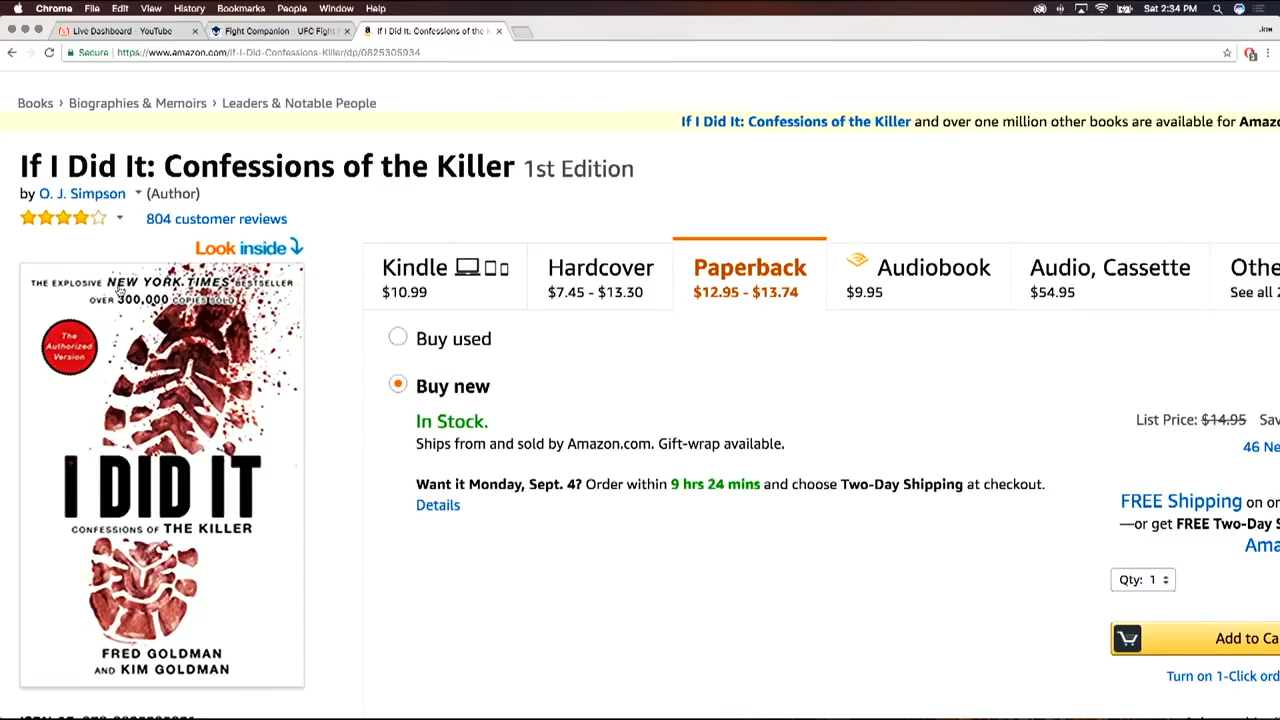 Chrome File Edit View History Bookmarks People Window Help Sat 2:34 PM
Live Dashboard - YouTube Fight Companion UFC Fight If I Did It: Confessions of the K Jon
Secure https://www.amazon.com/If-I-Did-Confessions-Killer/dp/0825305934
Books › Biographies & Memoirs › Leaders & Notable People
If I Did It: Confessions of the Killer and over one million other books are available for Amazo
If I Did It: Confessions of the Killer 1st Edition
by O. J. Simpson (Author)
804 customer reviews
Look inside
THE EXPLOSIVE NEW YORK TIMES BESTSELLER
OVER 300,000 COPIES SOLD
The
Authorized
Version
I DID IT
CONFESSIONS OF THE KILLER
FRED GOLDMAN
AND KIM GOLDMAN
Kindle Hardcover Paperback Audiobook Audio, Cassette Othe
$10.99 $7.45 - $13.30 $12.95 - $13.74 $9.95 $54.95 See all 2
Buy used
Buy new
In Stock.
Ships from and sold by Amazon.com. Gift-wrap available.
Want it Monday, Sept. 4? Order within 9 hrs 24 mins and choose Two-Day Shipping at checkout.
Details
List Price: $14.95 Sav
46 Ne
FREE Shipping on or
—or get FREE Two-Day S
Ama
Qty: 1
Add to Ca
Turn on 1-Click ord